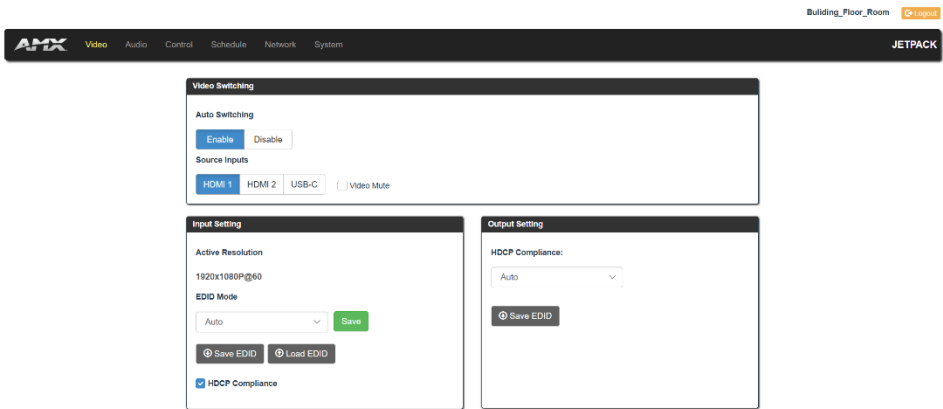 Buliding_Floor_Room Logout
AMX Video Audio Control Schedule Network System JETPACK
Video Switching
Auto Switching
Enable Disable
Source Inputs
HDMI 1 HDMI 2 USB-C Video Mute
Input Setting Output Setting
Active Resolution HDCP Compliance:
1920x1080P@60 Auto
EDID Mode
Auto Save Save EDID
Save EDID Load EDID
HDCP Compliance